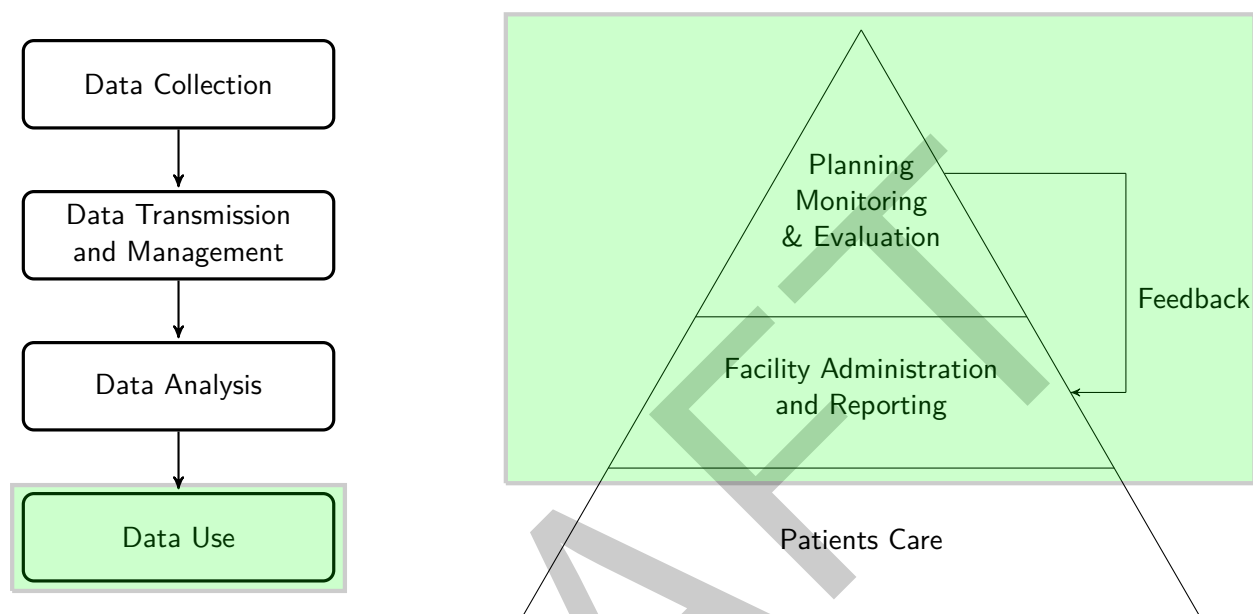 Data Collection
Data Transmission
and Management
Data Analysis
Data Use
Planning
Monitoring
& Evaluation
Feedback
Facility Administration
and Reporting
Patients Care
AFT